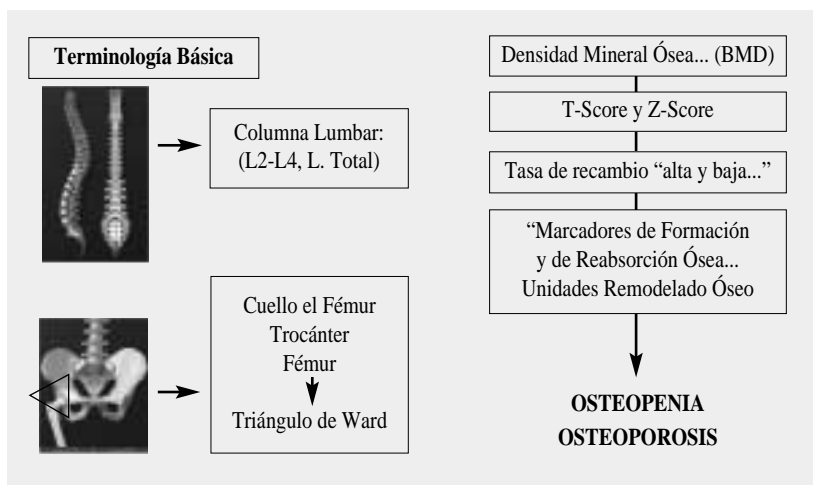 Terminología Básica
Columna Lumbar:
(L2-L4, L. Total)
Cuello el Fémur
Trocánter
Fémur
Triángulo de Ward
Densidad Mineral Ósea... (BMD)
T-Score y Z-Score
Tasa de recambio “alta y baja...”
“Marcadores de Formación
y de Reabsorción Ósea...
Unidades Remodelado Óseo
OSTEOPENIA
OSTEOPOROSIS